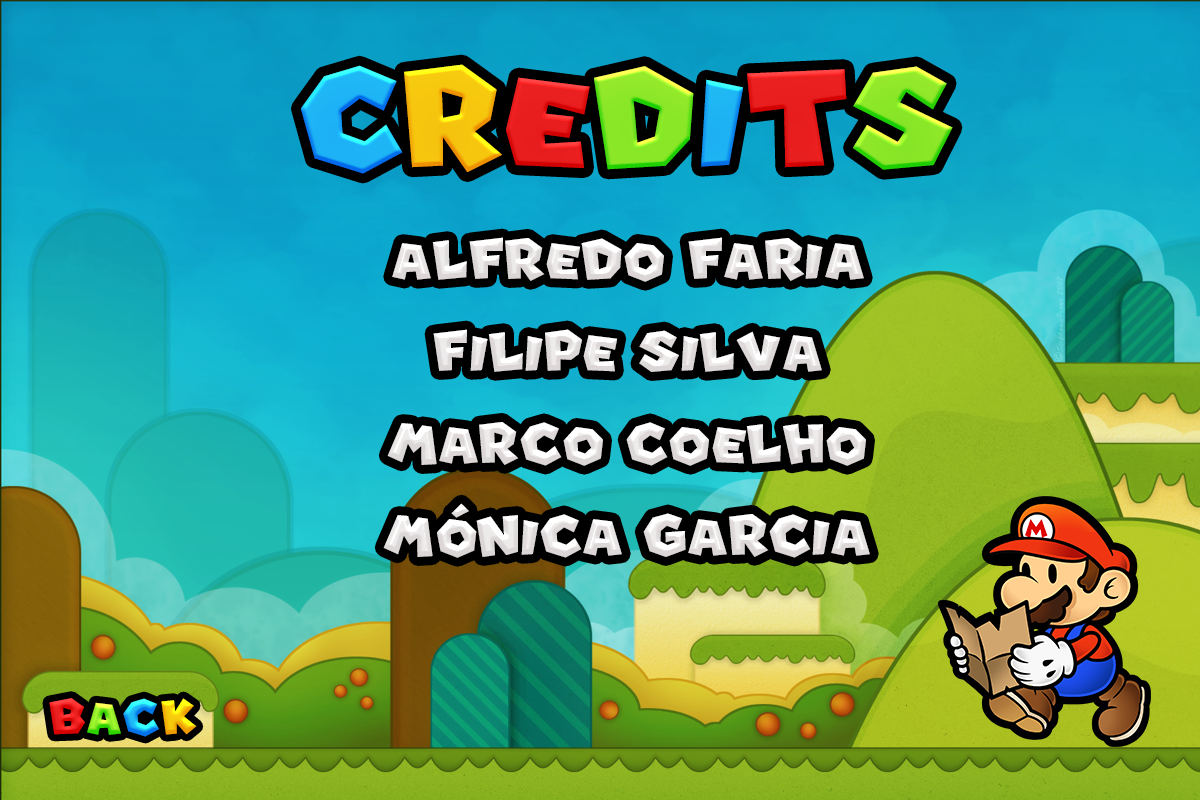 CREDITS
ALFREDO FARIA
FILIPE SILVA
MARCO COELHO
MÓNICA GARCIA
M
BACK